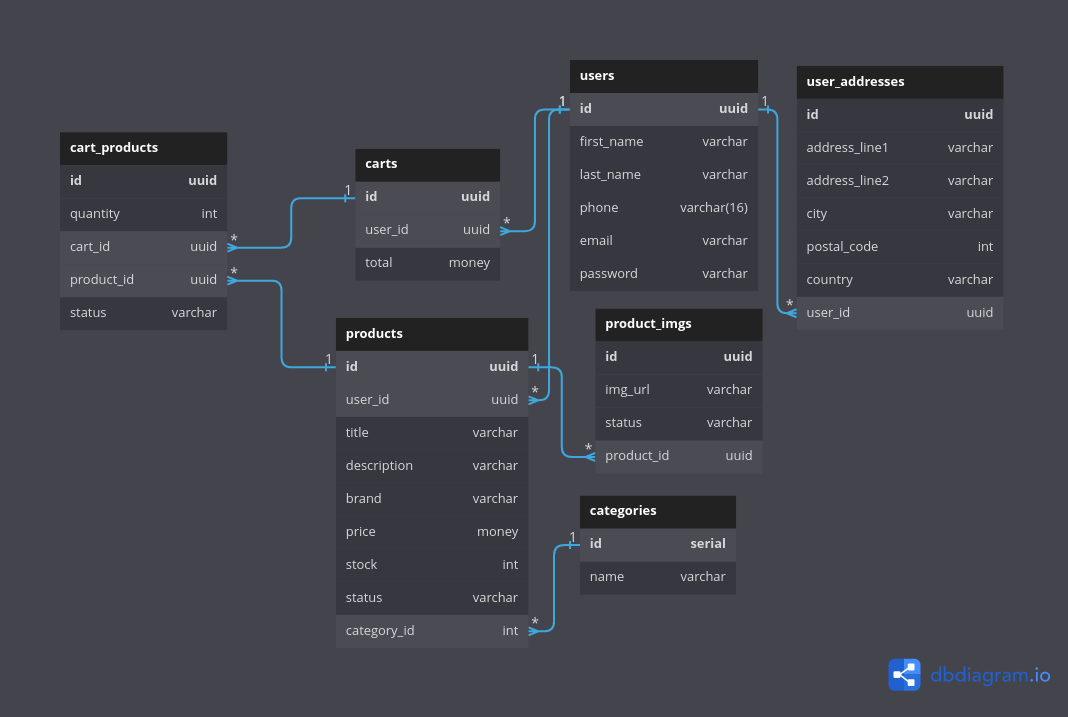 cart_products
id uuid
quantity int
cart_id uuid *
product_id uuid *
status varchar
carts
1 id uuid
user_id uuid *
total money
users
1 id uuid 1
first_name varchar
last_name varchar
phone varchar(16)
email varchar
password varchar
user_addresses
id uuid
address_line1 varchar
address_line2 varchar
city varchar
postal_code int
country varchar
* user_id uuid
products
1 id uuid 1
user_id uuid *
title varchar
description varchar
brand varchar
price money
stock int
status varchar
category_id int *
product_imgs
id uuid
img_url varchar
status varchar
* product_id uuid
categories
1 id serial
name varchar
dbdiagram.io